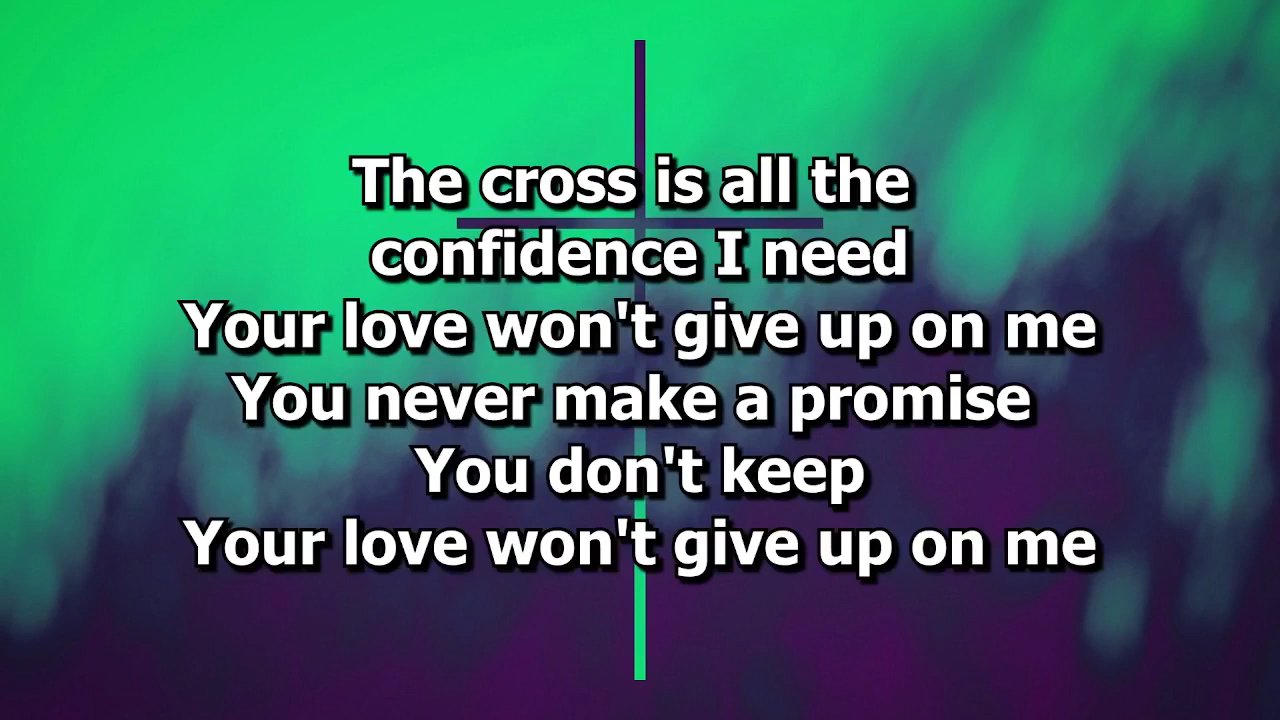 The cross is all the
confidence I need
Your love won't give up on me
You never make a promise
You don't keep
Your love won't give up on me